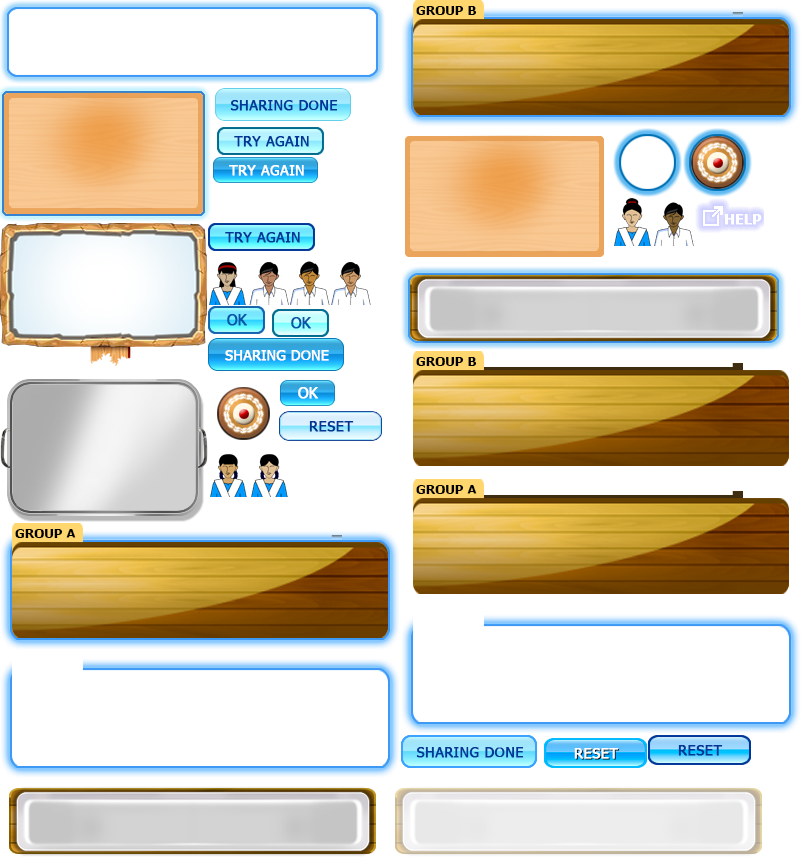 GROUP B
SHARING DONE
TRY AGAIN
TRY AGAIN
HELP
TRY AGAIN
OK
OK
SHARING DONE
GROUP B
OK
RESET
GROUP A
GROUP A
SHARING DONE
RESET
RESET